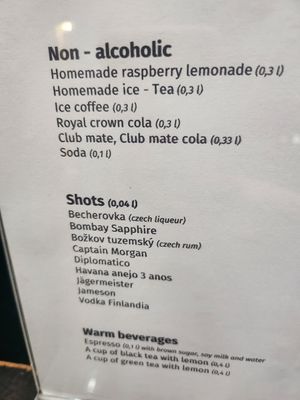 Non - alcoholic
Homemade raspberry lemonade (0,3 l)
Homemade ice - Tea (0,3 l)
Ice coffee (0,3 l)
Royal crown cola (0,3 l)
Club mate, Club mate cola (0,33 l)
Soda (0,1 l)
Shots (0,04 l)
Becherovka (czech liqueur)
Bombay Sapphire
Božkov tuzemský (czech rum)
Captain Morgan
Diplomatico
Havana anejo 3 anos
Jägermeister
Jameson
Vodka Finlandia
Warm beverages
Espresso (0,1 l) with brown sugar, soy milk and water
A cup of black tea with lemon (0,4 l)
A cup of green tea with lemon (0,4 l)